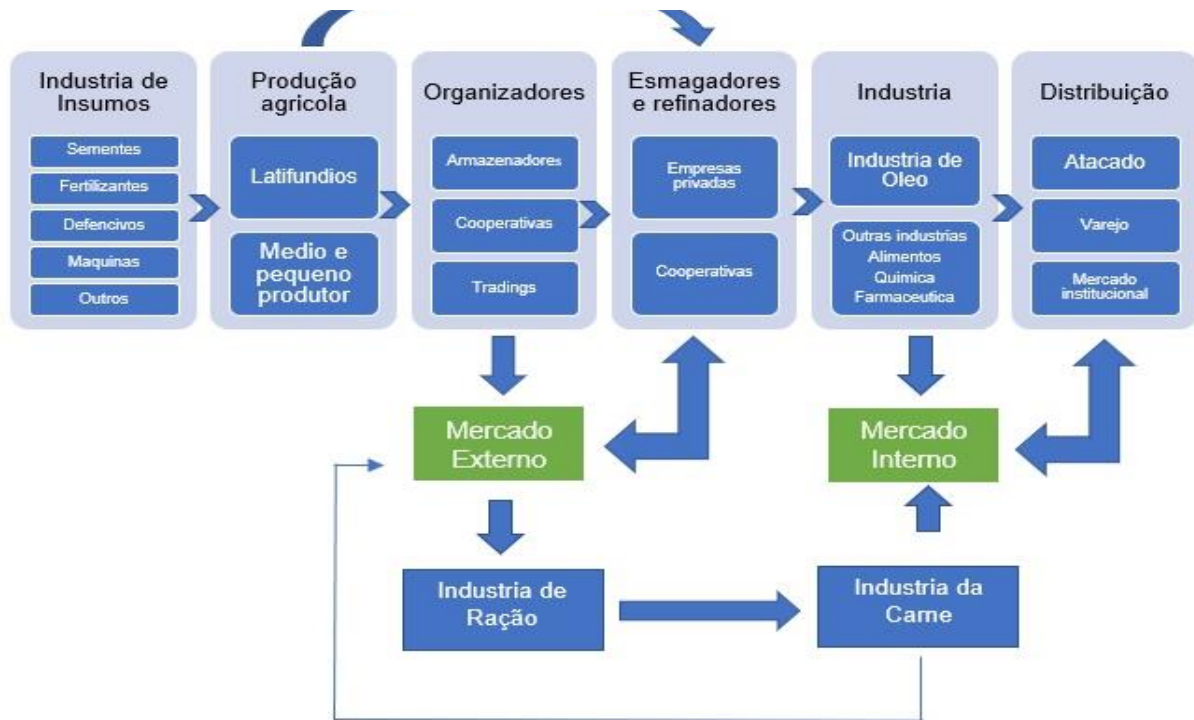 Industria de
Insumos
Sementes
Fertilizantes
Defencivos
Maquinas
Outros
Produção
agricola
Latifundios
Medio e
pequeno
produtor
Organizadores
Armazenadores
Cooperativas
Tradings
Esmagadores
e refinadores
Empresas
privadas
Cooperativas
Industria
Industria de
Oleo
Outras industrias
Alimentos
Quimica
Farmaceutica
Distribuição
Atacado
Varejo
Mercado
institucional
Mercado
Externo
Mercado
Interno
Industria de
Ração
Industria da
Carne